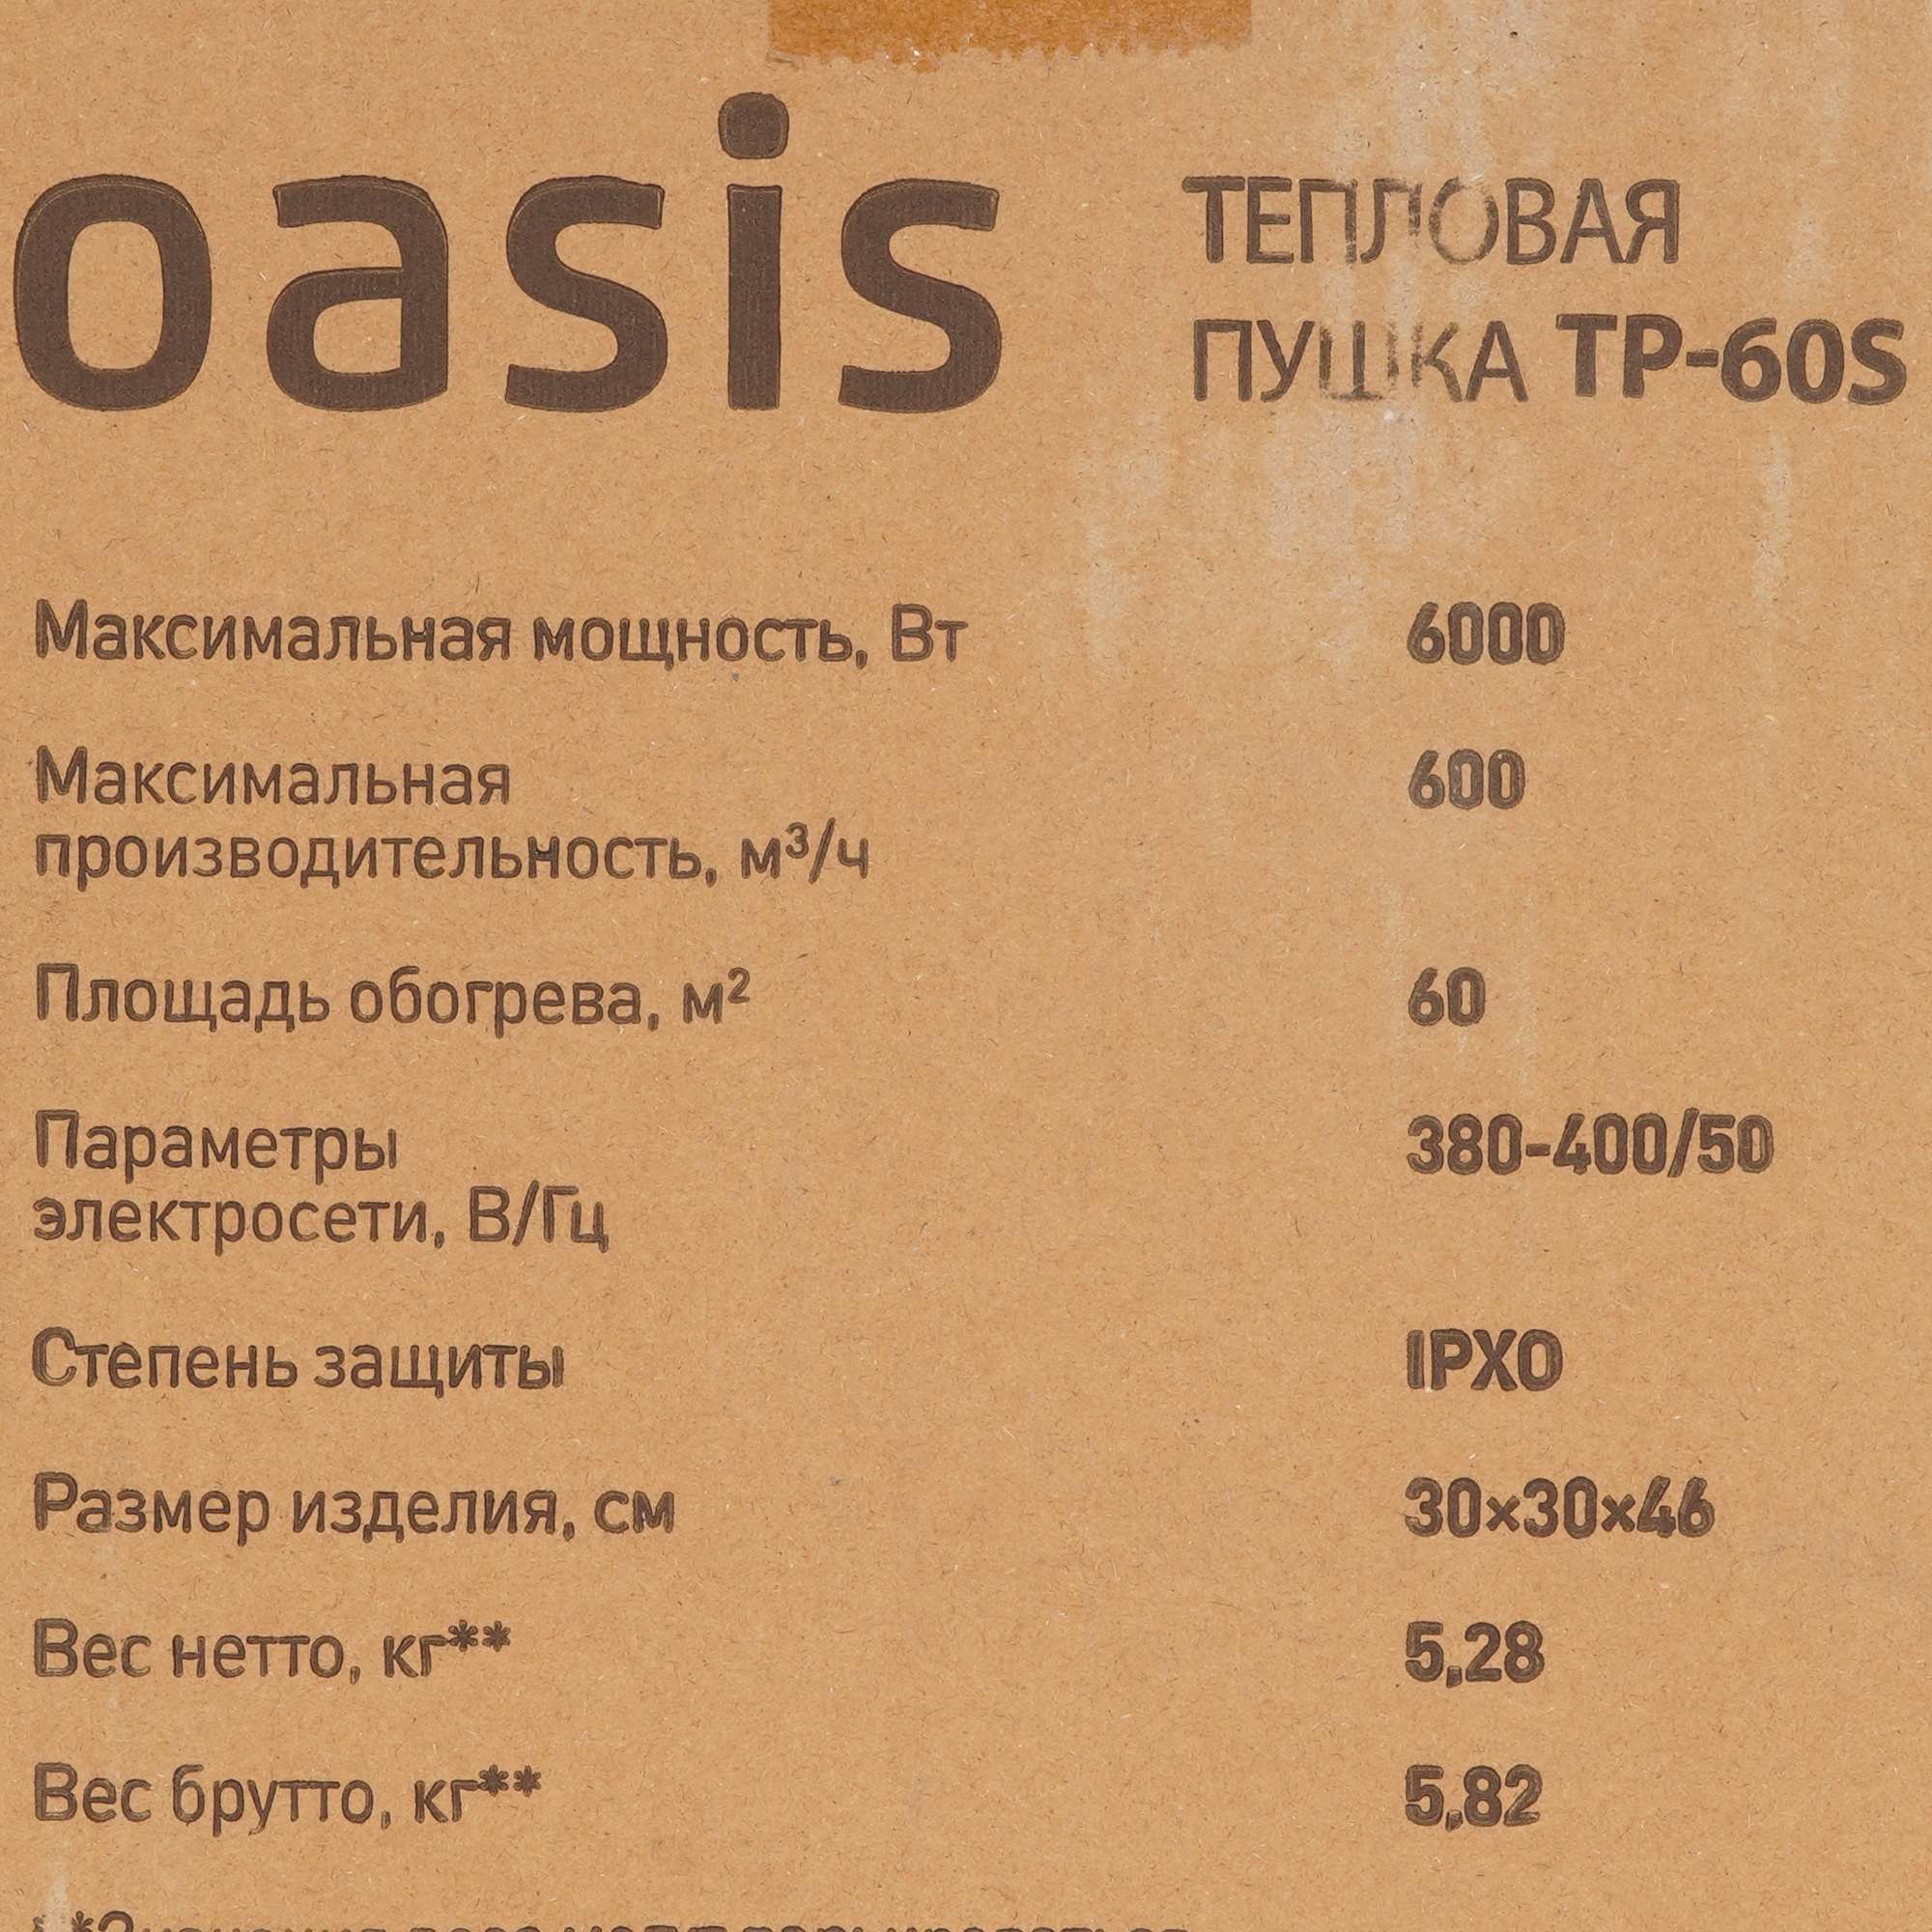 oasis
ТЕПЛОВАЯ
ПУШКА TP-60S
Максимальная мощность, Вт 6000
Максимальная 600
производительность, м³/ч
Площадь обогрева, м² 60
Параметры 380-400/50
электросети, В/Гц
Степень защиты IPX0
Размер изделия, см 30×30×46
Вес нетто, кг** 5,28
Вес брутто, кг** 5,82